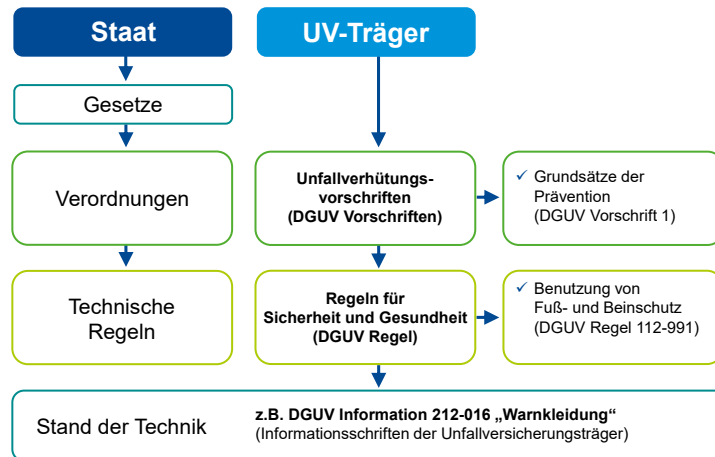 Staat
UV-Träger
Gesetze
Verordnungen
Unfallverhütungs-
vorschriften
(DGUV Vorschriften)
✓ Grundsätze der
Prävention
(DGUV Vorschrift 1)
Technische
Regeln
Regeln für
Sicherheit und Gesundheit
(DGUV Regel)
✓ Benutzung von
Fuß- und Beinschutz
(DGUV Regel 112-991)
Stand der Technik
z.B. DGUV Information 212-016 „Warnkleidung“
(Informationsschriften der Unfallversicherungsträger)